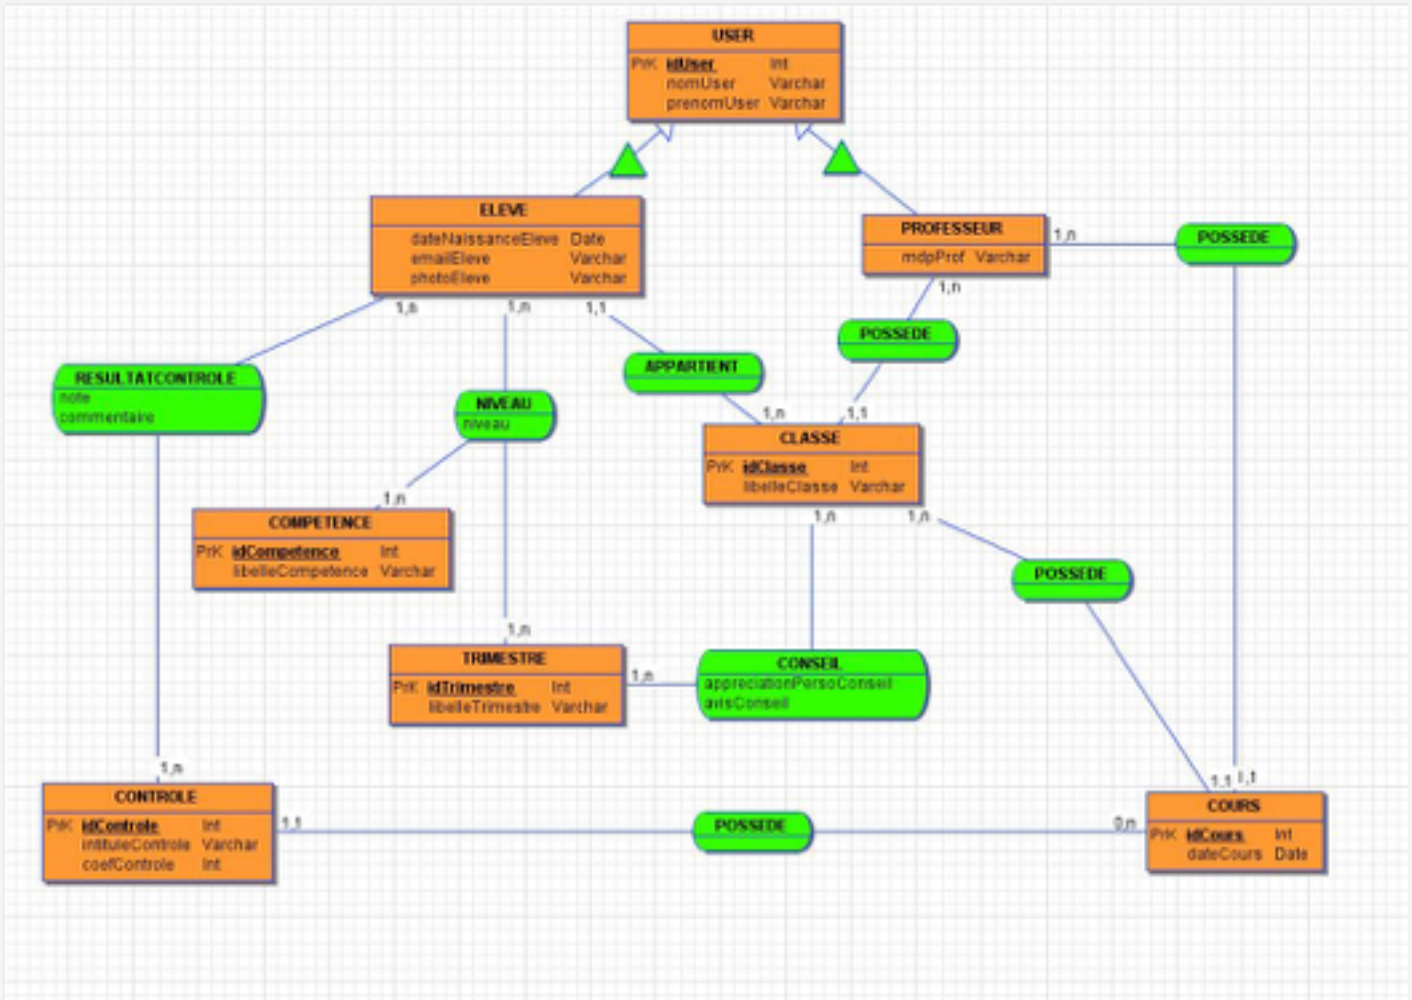 USER
PrK idUser Int
nomUser Varchar
prenomUser Varchar
ELEVE
dateNaissanceEleve Date
emailEleve Varchar
photoEleve Varchar
PROFESSEUR
mdpProf Varchar
1,n
POSSEDE
1,n
1,n
1,n
1,1
POSSEDE
RESULTATCONTROLE
note
commentaire
APPARTIENT
NIVEAU
niveau
1,n
1,1
CLASSE
PrK idClasse Int
libelleClasse Varchar
1,n
COMPETENCE
PrK idCompetence Int
libelleCompetence Varchar
1,n
1,n
POSSEDE
1,n
TRIMESTRE
PrK idTrimestre Int
libelleTrimestre Varchar
1,n
CONSEIL
appreciationPersoConseil
avisConseil
1,n
1,1
1,1
CONTROLE
PrK idControle Int
intituleControle Varchar
coefControle Int
1,1
POSSEDE
0,n
COURS
PrK idCours Int
dateCours Date